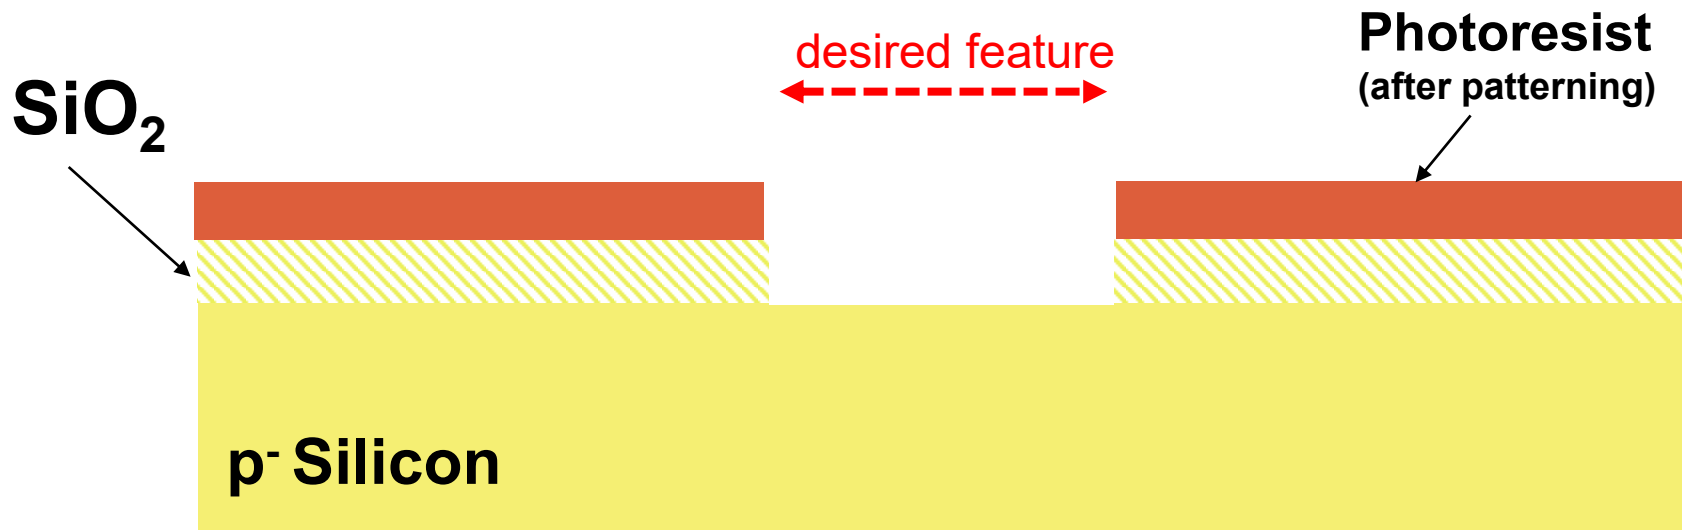 desired feature
Photoresist
(after patterning)
SiO₂
p⁻ Silicon